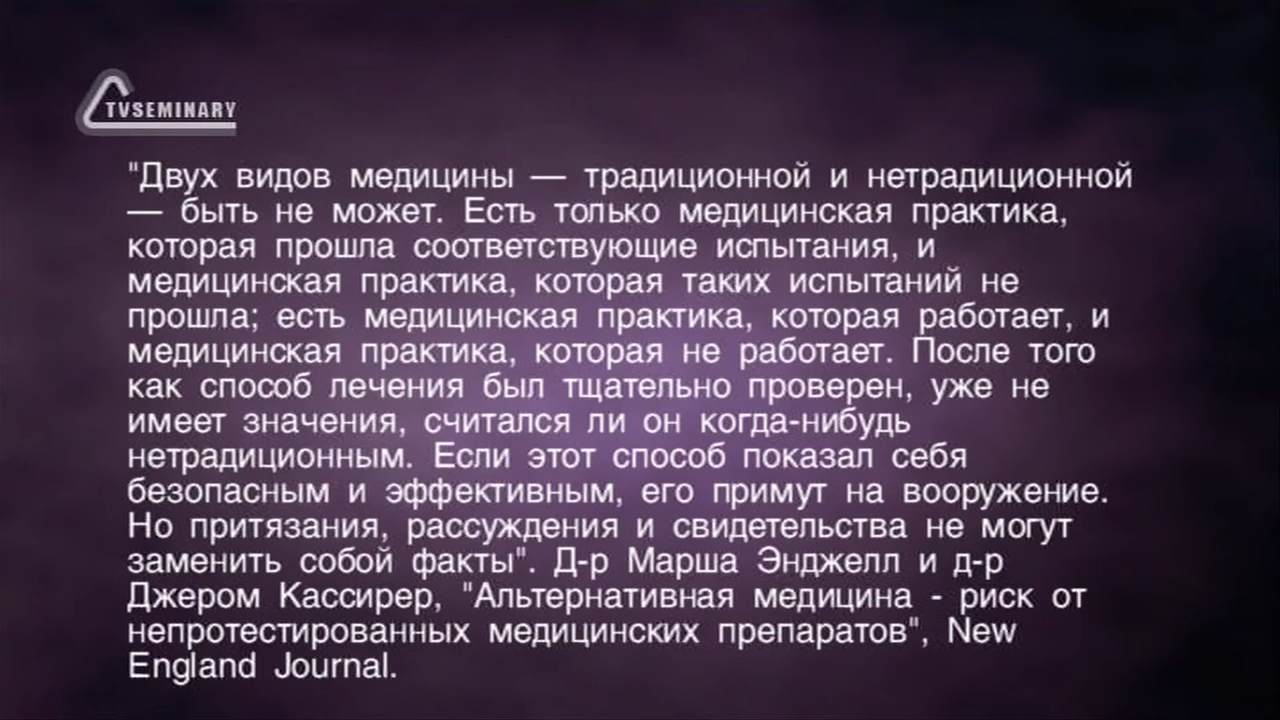 TVSEMINARY
"Двух видов медицины — традиционной и нетрадиционной
— быть не может. Есть только медицинская практика,
которая прошла соответствующие испытания, и
медицинская практика, которая таких испытаний не
прошла; есть медицинская практика, которая работает, и
медицинская практика, которая не работает. После того
как способ лечения был тщательно проверен, уже не
имеет значения, считался ли он когда-нибудь
нетрадиционным. Если этот способ показал себя
безопасным и эффективным, его примут на вооружение.
Но притязания, рассуждения и свидетельства не могут
заменить собой факты". Д-р Марша Энджелл и д-р
Джером Кассирер, "Альтернативная медицина - риск от
непротестированных медицинских препаратов", New
England Journal.